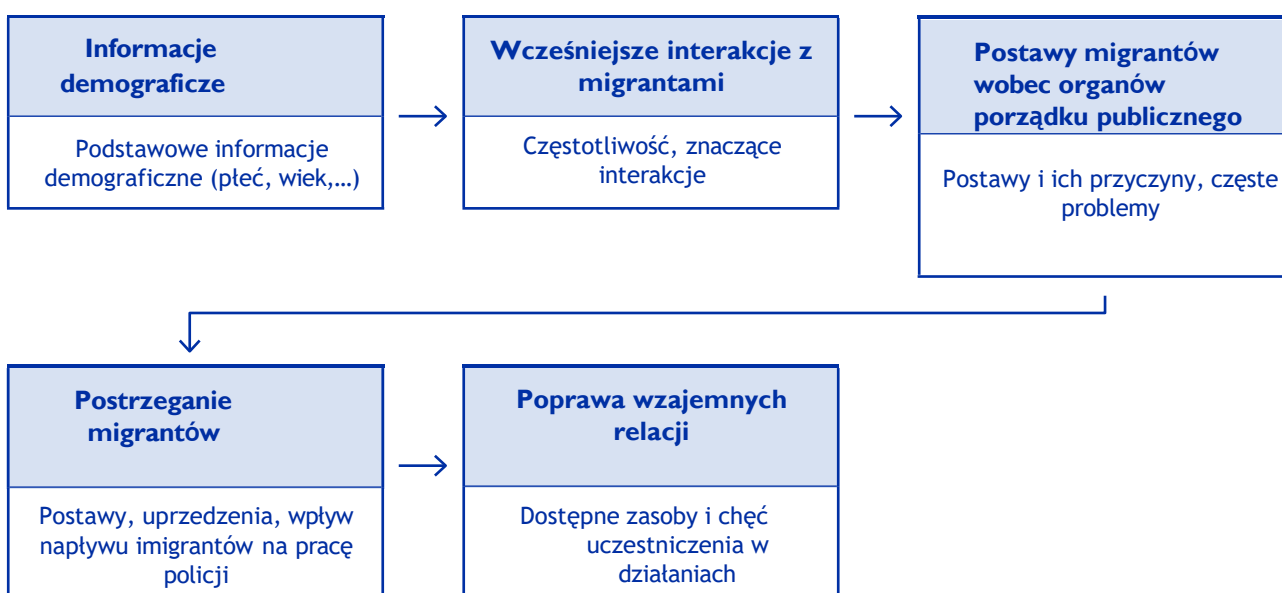 Informacje
demograficze
Podstawowe informacje
demograficzne (płeć, wiek,...)
Wcześniejsze interakcje z
migrantami
Częstotliwość, znaczące
interakcje
Postawy migrantów
wobec organów
porządku publicznego
Postawy i ich przyczyny, częste
problemy
Postrzeganie
migrantów
Postawy, uprzedzenia, wpływ
napływu imigrantów na pracę
policji
Poprawa wzajemnych
relacji
Dostępne zasoby i chęć
uczestniczenia w
działaniach